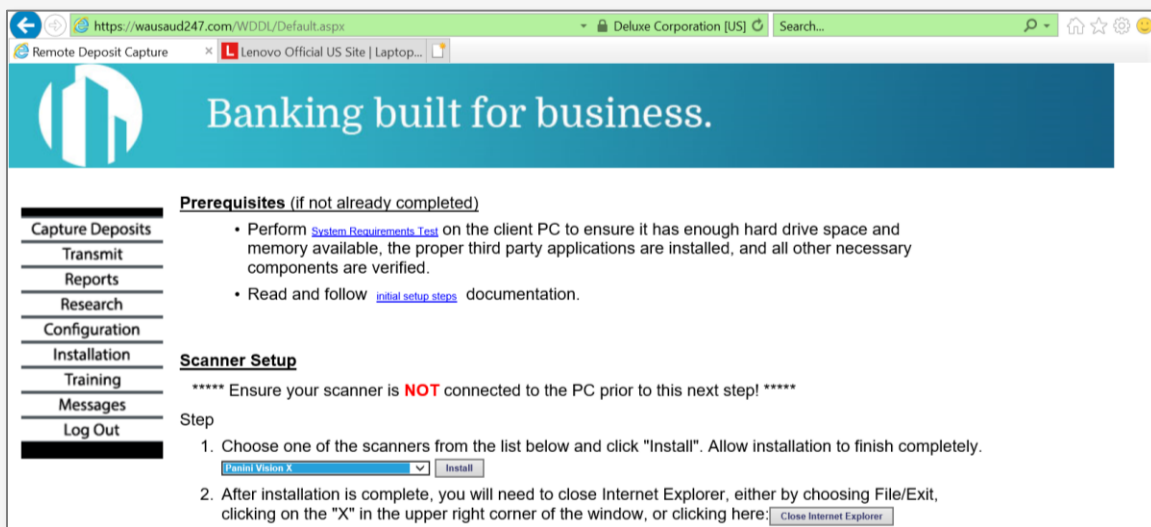 https://wausaud247.com/WDDL/Default.aspx
Deluxe Corporation [US]
Search...
Remote Deposit Capture
L Lenovo Official US Site | Laptop...
Banking built for business.
Capture Deposits
Transmit
Reports
Research
Configuration
Installation
Training
Messages
Log Out
Prerequisites (if not already completed)
• Perform System Requirements Test on the client PC to ensure it has enough hard drive space and
memory available, the proper third party applications are installed, and all other necessary
components are verified.
• Read and follow initial setup steps documentation.
Scanner Setup
***** Ensure your scanner is NOT connected to the PC prior to this next step! *****
Step
1. Choose one of the scanners from the list below and click "Install". Allow installation to finish completely.
Panini Vision X Install
2. After installation is complete, you will need to close Internet Explorer, either by choosing File/Exit,
clicking on the "X" in the upper right corner of the window, or clicking here: Close Internet Explorer